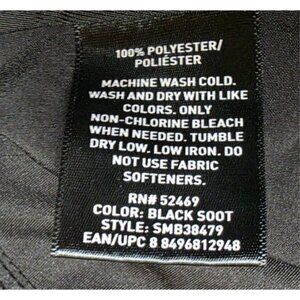 100% POLYESTER/
POLIÉSTER
MACHINE WASH COLD.
WASH AND DRY WITH LIKE
COLORS. ONLY
NON-CHLORINE BLEACH
WHEN NEEDED. TUMBLE
DRY LOW. LOW IRON. DO
NOT USE FABRIC
SOFTENERS.
RN# 52469
COLOR: BLACK SOOT
STYLE: SMB38479
EAN/UPC 8 8496812948